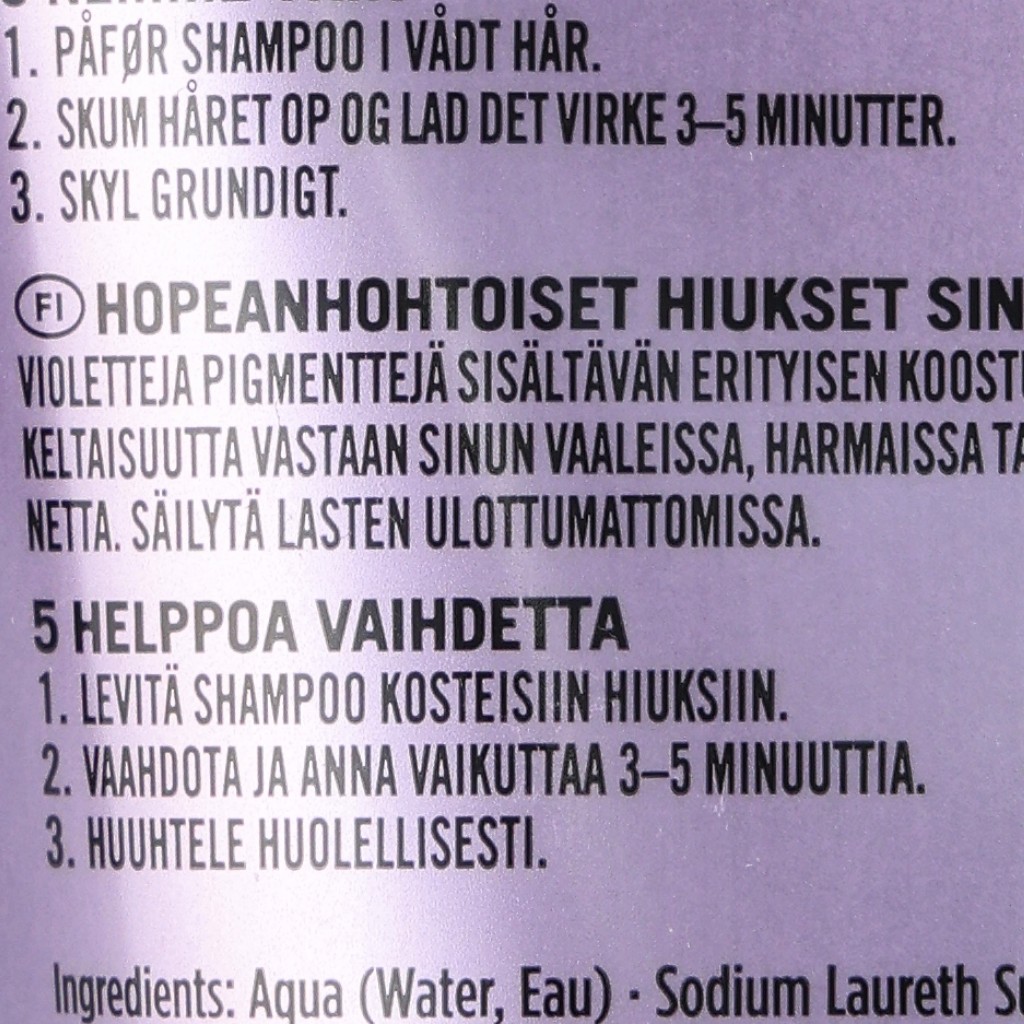 1. PÅFØR SHAMPOO I VÅDT HÅR.
2. SKUM HÅRET OP OG LAD DET VIRKE 3–5 MINUTTER.
3. SKYL GRUNDIGT.
FI HOPEANHOHTOISET HIUKSET SIN
VIOLETTEJA PIGMENTTEJÄ SISÄLTÄVÄN ERITYISEN KOOST
KELTAISUUTTA VASTAAN SINUN VAALEISSA, HARMAISSA TA
NETTA. SÄILYTÄ LASTEN ULOTTUMATTOMISSA.
5 HELPPOA VAIHDETTA
1. LEVITÄ SHAMPOO KOSTEISIIN HIUKSIIN.
2. VAAHDOTA JA ANNA VAIKUTTAA 3–5 MINUUTTIA.
3. HUUHTELE HUOLELLISESTI.
Ingredients: Aqua (Water, Eau) · Sodium Laureth Su